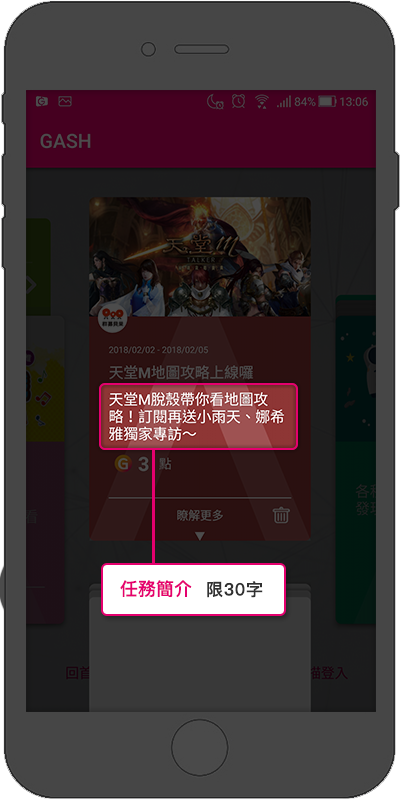 84% 13:06
GASH
天堂M
2018/02/02 - 2018/02/05
天堂M地圖攻略上線囉
天堂M脫殼帶你看地圖攻
略！訂閱再送小雨天、娜希
雅獨家專訪～
G 3 點
瞭解更多
任務簡介 限30字
回首
描登入